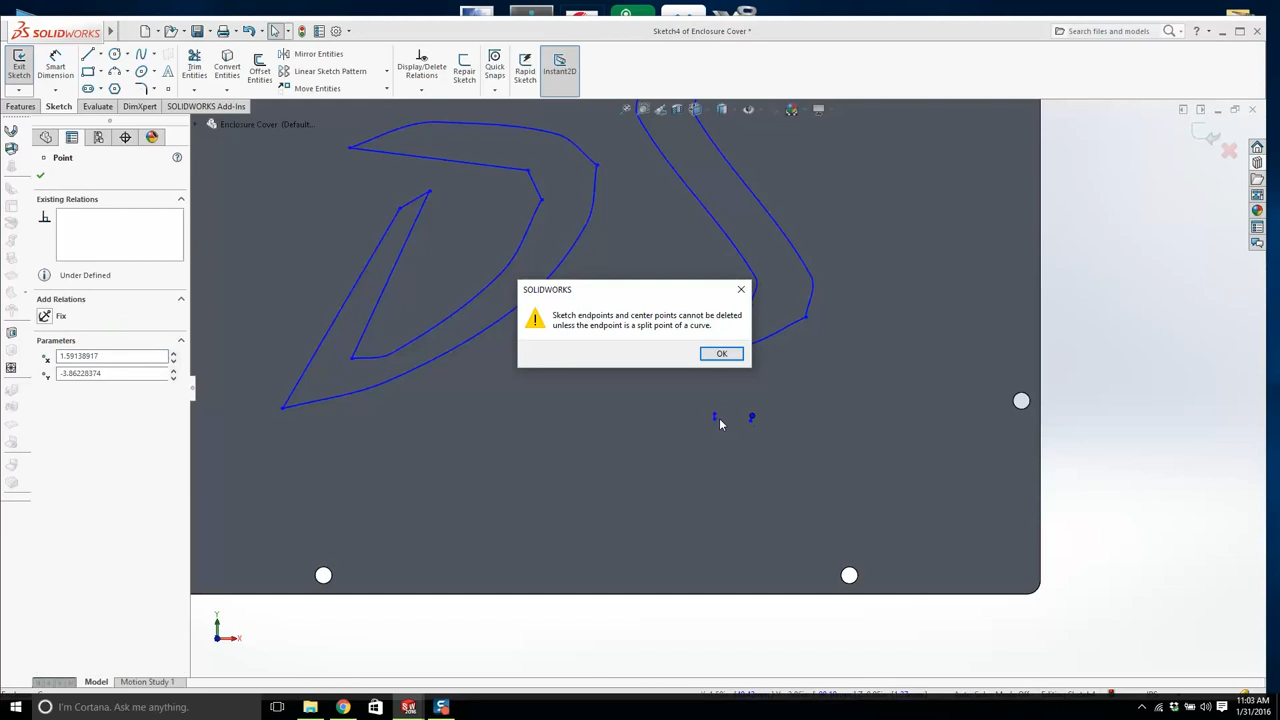 SOLIDWORKS
Sketch4 of Enclosure Cover *
Search files and models
Exit Sketch
Smart Dimension
Trim Entities
Convert Entities
Offset Entities
Mirror Entities
Linear Sketch Pattern
Move Entities
Display/Delete Relations
Repair Sketch
Quick Snaps
Rapid Sketch
Instant2D
Features
Sketch
Evaluate
DimXpert
SOLIDWORKS Add-Ins
Enclosure Cover (Default...
Point
Existing Relations
Under Defined
Add Relations
Fix
Parameters
1.59138917
-3.86228374
SOLIDWORKS
Sketch endpoints and center points cannot be deleted
unless the endpoint is a split point of a curve.
OK
Y
X
Model
Motion Study 1
I'm Cortana. Ask me anything.
11:03 AM
1/31/2016